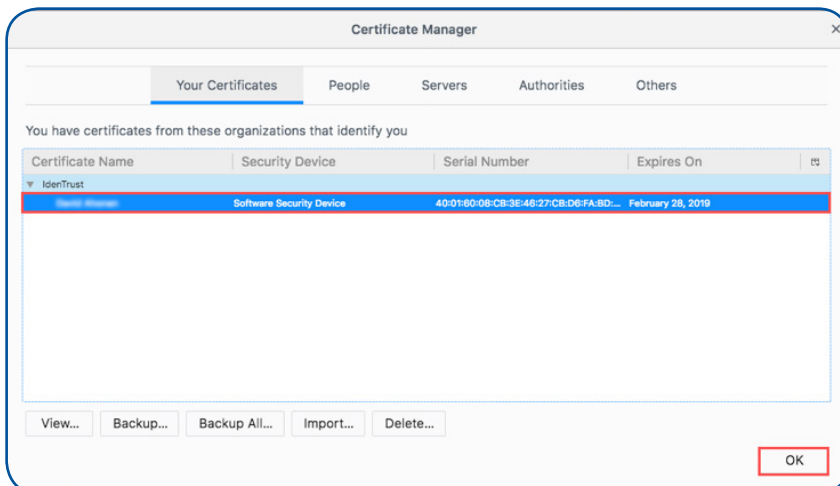 Certificate Manager
Your Certificates People Servers Authorities Others
You have certificates from these organizations that identify you
Certificate Name Security Device Serial Number Expires On
IdenTrust
Software Security Device 40:01:60:08:CB:3E:46:27:CB:D6:FA:BD:... February 28, 2019
View... Backup... Backup All... Import... Delete...
OK